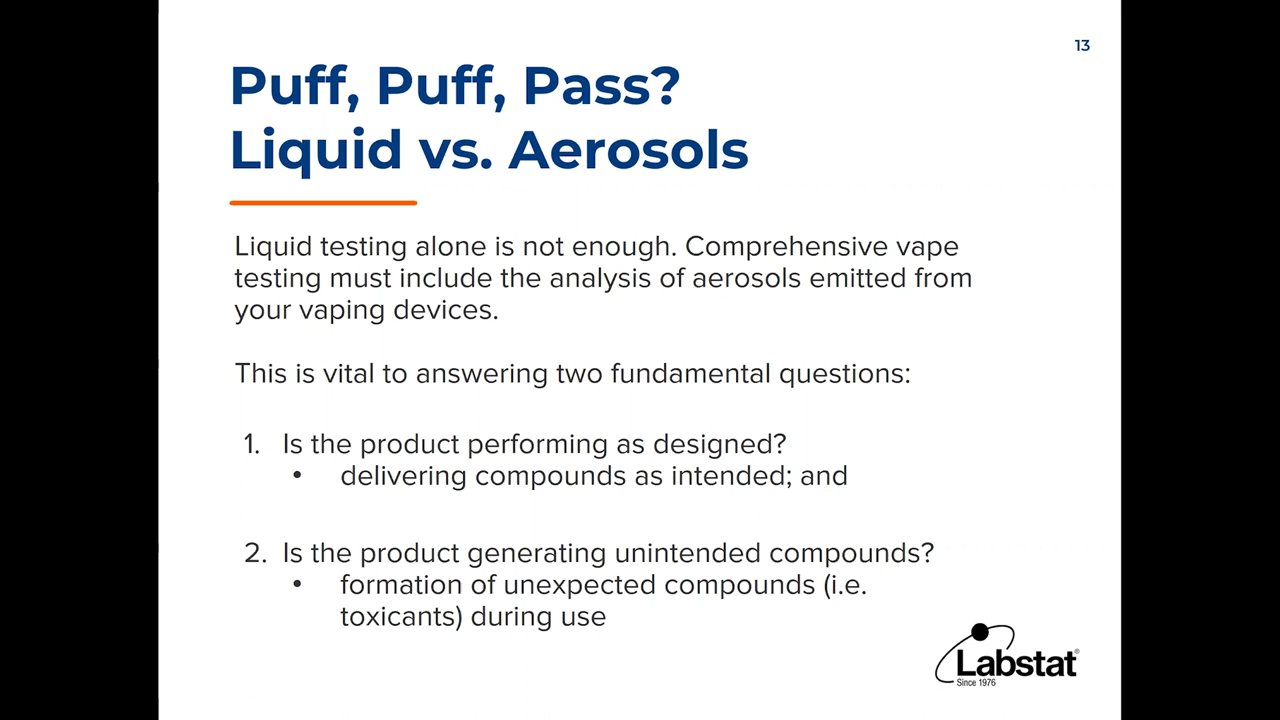 13
Puff, Puff, Pass?
Liquid vs. Aerosols
Liquid testing alone is not enough. Comprehensive vape
testing must include the analysis of aerosols emitted from
your vaping devices.
This is vital to answering two fundamental questions:
1. Is the product performing as designed?
• delivering compounds as intended; and
2. Is the product generating unintended compounds?
• formation of unexpected compounds (i.e.
toxicants) during use
Labstat®
Since 1976